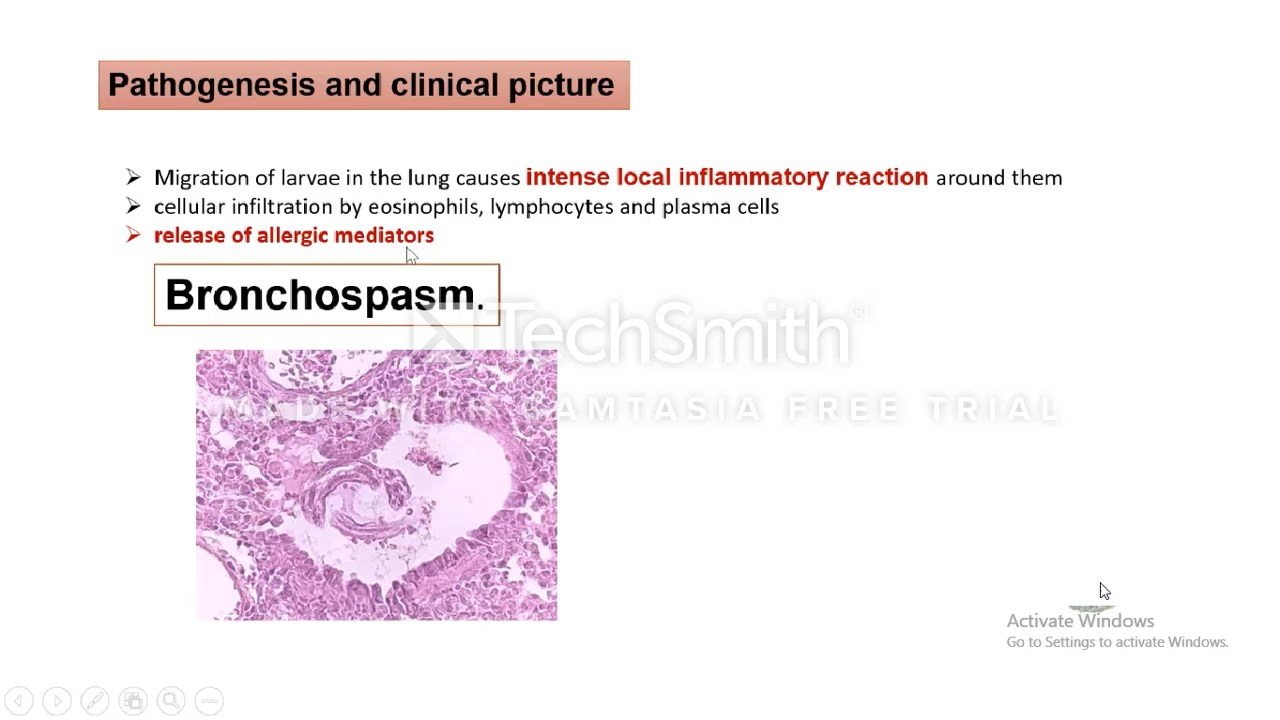 Pathogenesis and clinical picture
Migration of larvae in the lung causes intense local inflammatory reaction around them
cellular infiltration by eosinophils, lymphocytes and plasma cells
release of allergic mediators
Bronchospasm.
TechSmith®
MADE WITH CAMTASIA FREE TRIAL
Activate Windows
Go to Settings to activate Windows.